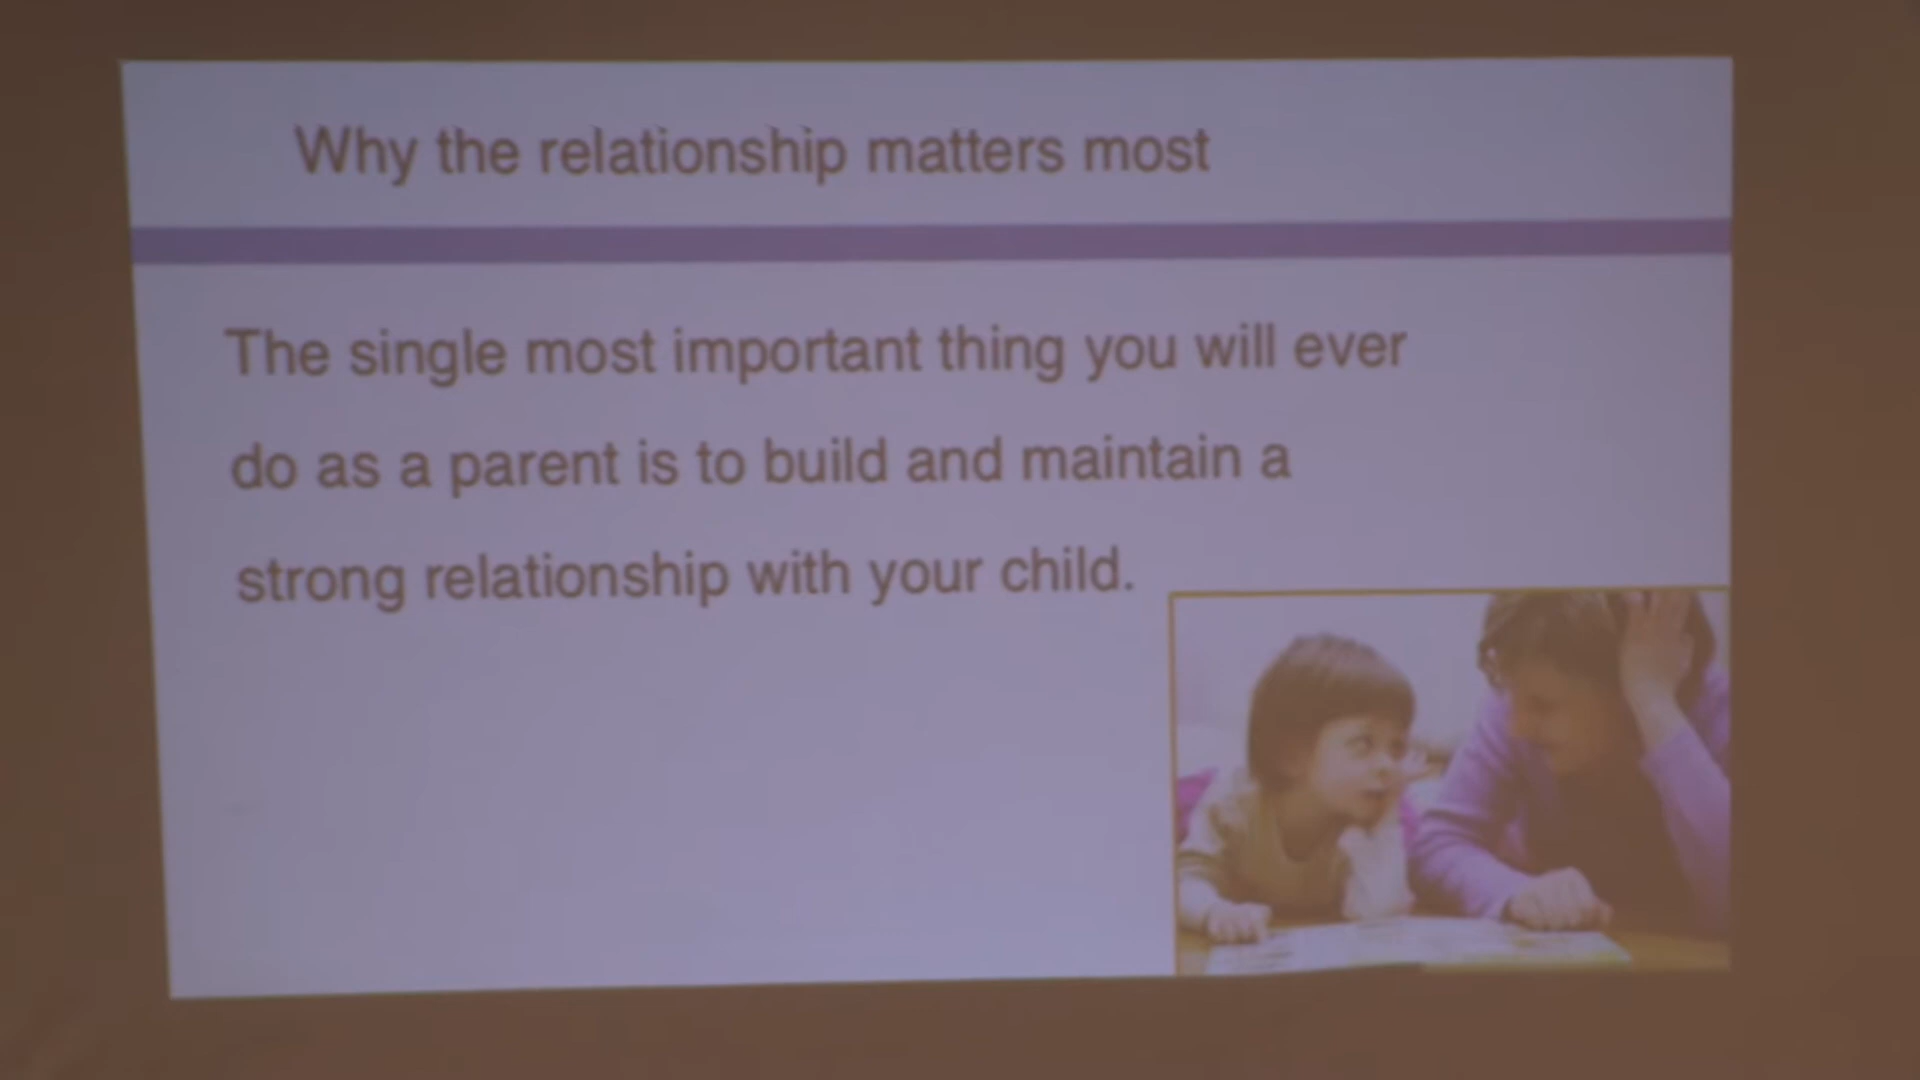 Why the relationship matters most
The single most important thing you will ever
do as a parent is to build and maintain a
strong relationship with your child.